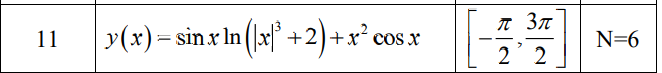 11 y(x) = sin x ln(|x|³ + 2) + x² cos x [-π/2, 3π/2] N=6